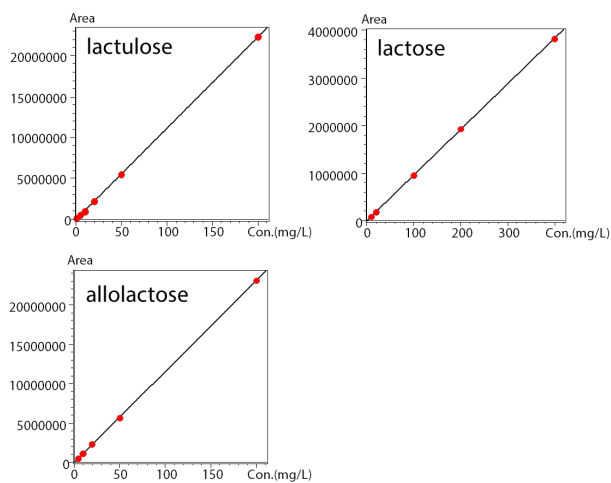 Area
lactulose
20000000
15000000
10000000
5000000
0
0 50 100 150 Con.(mg/L)
Area
lactose
4000000
3000000
2000000
1000000
0
0 100 200 300 Con.(mg/L)
Area
allolactose
20000000
15000000
10000000
5000000
0
0 50 100 150 Con.(mg/L)